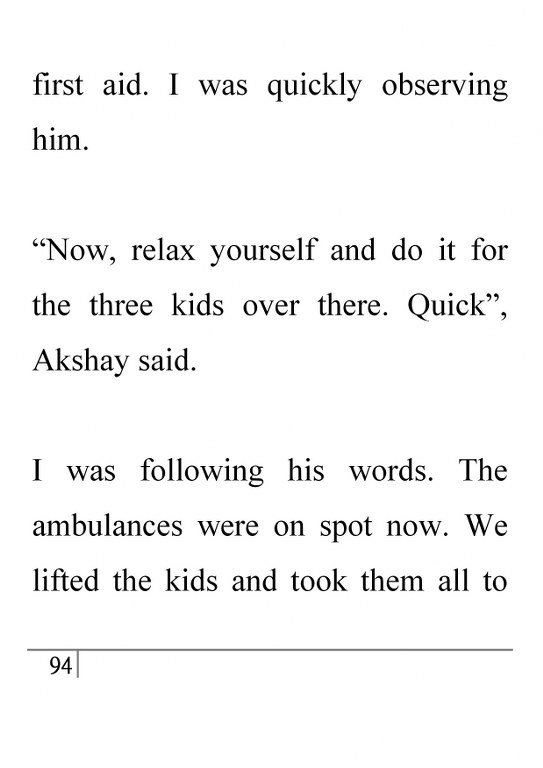 first aid. I was quickly observing
him.
“Now, relax yourself and do it for
the three kids over there. Quick”,
Akshay said.
I was following his words. The
ambulances were on spot now. We
lifted the kids and took them all to
94